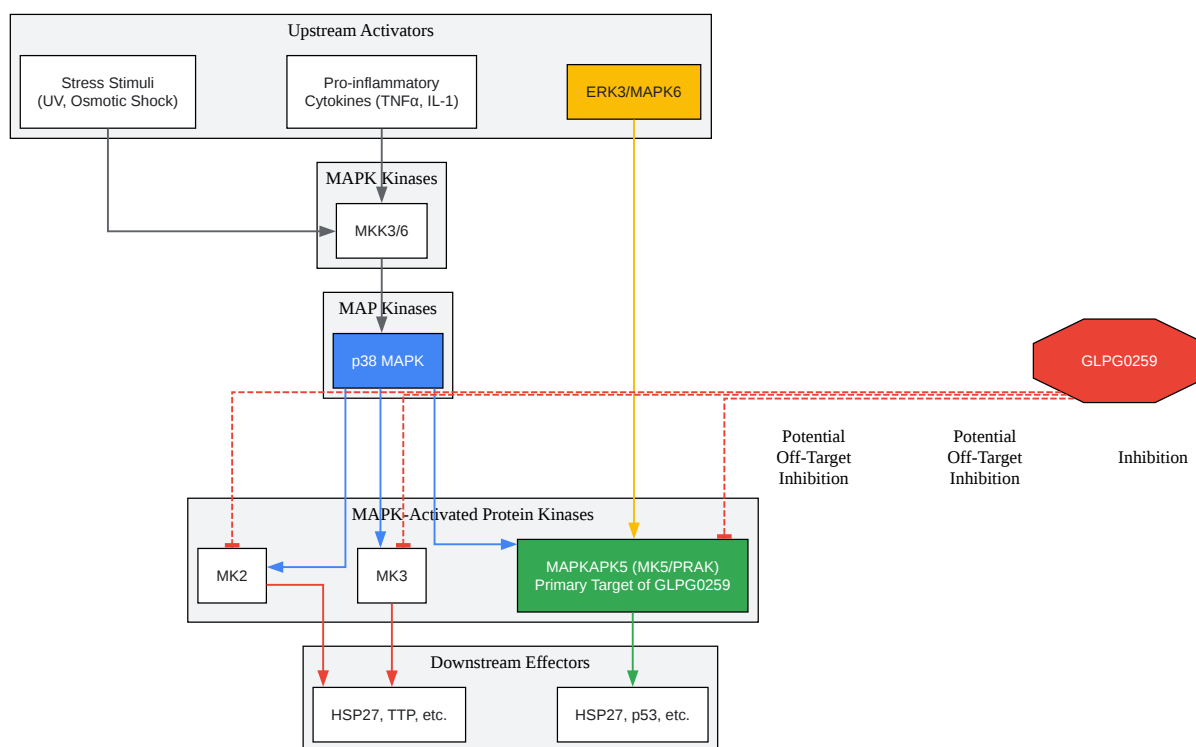 Upstream Activators
Stress Stimuli
(UV, Osmotic Shock)
Pro-inflammatory
Cytokines (TNFα, IL-1)
ERK3/MAPK6
MAPK Kinases
MKK3/6
MAP Kinases
p38 MAPK
GLPG0259
Potential
Off-Target
Inhibition
Potential
Off-Target
Inhibition
Inhibition
MAPK-Activated Protein Kinases
MK2
MK3
MAPKAPK5 (MK5/PRAK)
Primary Target of GLPG0259
Downstream Effectors
HSP27, TTP, etc.
HSP27, p53, etc.